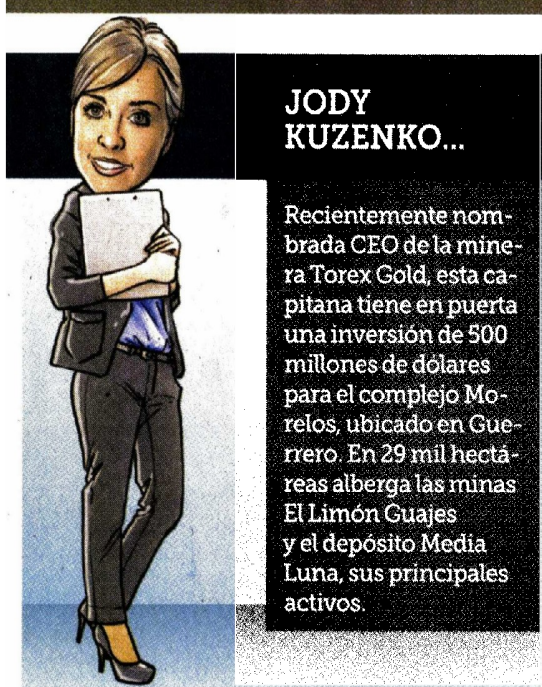 JODY
KUZENKO...
Recientemente nom-
brada CEO de la mine-
ra Torex Gold, esta ca-
pitana tiene en puerta
una inversión de 500
millones de dólares
para el complejo Mo-
relos, ubicado en Gue-
rrero. En 29 mil hectá-
reas alberga las minas
El Limón Guajes
y el depósito Media
Luna, sus principales
activos.